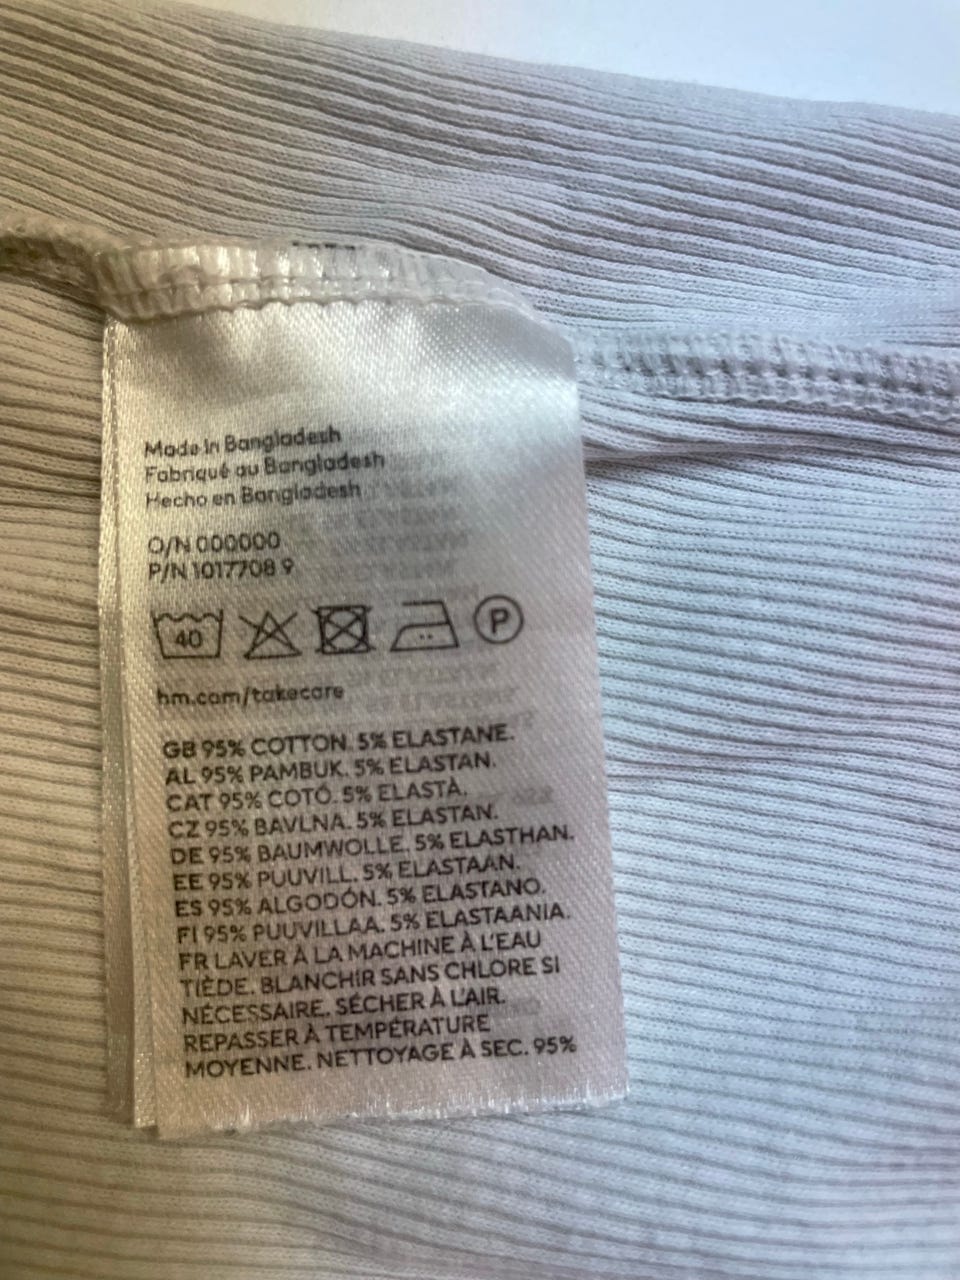 Made in Bangladesh
Fabriqué au Bangladesh
Hecho en Bangladesh
O/N 000000
P/N 1017708 9
40 P
hm.com/takecare
GB 95% COTTON. 5% ELASTANE.
AL 95% PAMBUK. 5% ELASTAN.
CAT 95% COTÓ. 5% ELASTÀ.
CZ 95% BAVLNA. 5% ELASTAN.
DE 95% BAUMWOLLE. 5% ELASTHAN.
EE 95% PUUVILL. 5% ELASTAAN.
ES 95% ALGODÓN. 5% ELASTANO.
FI 95% PUUVILLAA. 5% ELASTAANIA.
FR LAVER À LA MACHINE À L'EAU
TIÈDE. BLANCHIR SANS CHLORE SI
NÉCESSAIRE. SÉCHER À L'AIR.
REPASSER À TEMPÉRATURE
MOYENNE. NETTOYAGE À SEC. 95%